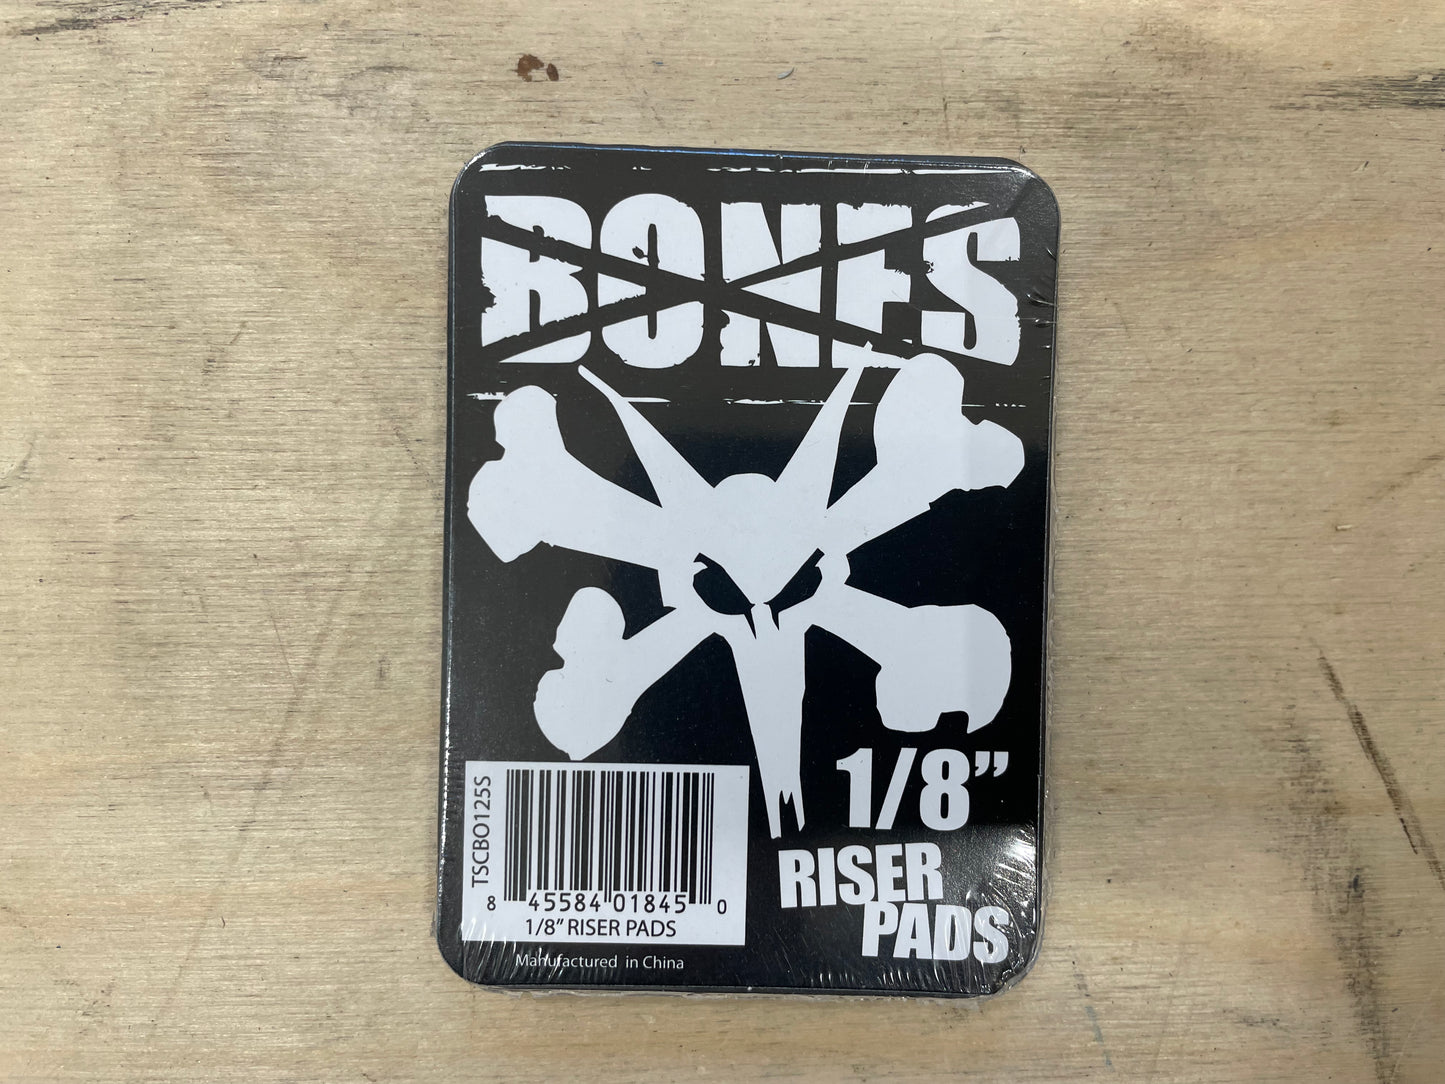 BONES
1/8”
RISER
PADS
TSCBO125S
8 45584 01845 0
1/8” RISER PADS
Manufactured in China